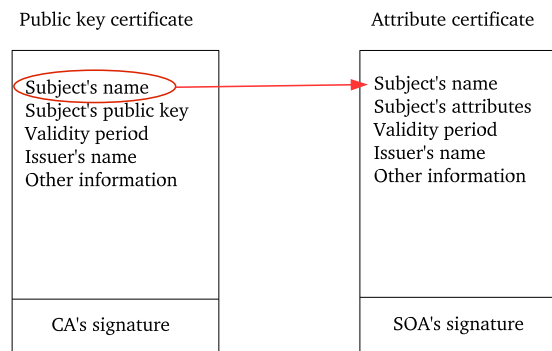 Public key certificate
Subject's name
Subject's public key
Validity period
Issuer's name
Other information
CA's signature
Attribute certificate
Subject's name
Subject's attributes
Validity period
Issuer's name
Other information
SOA's signature